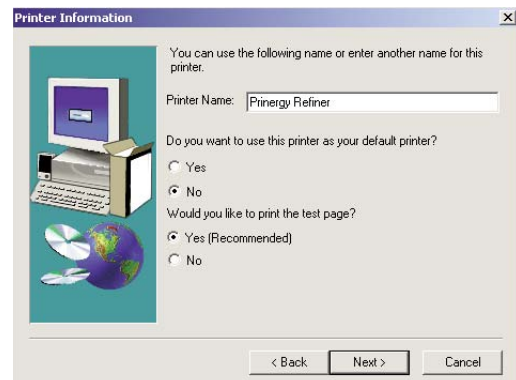 Printer Information
You can use the following name or enter another name for this
printer.
Printer Name: Prinergy Refiner
Do you want to use this printer as your default printer?
Yes
No
Would you like to print the test page?
Yes (Recommended)
No
< Back Next > Cancel